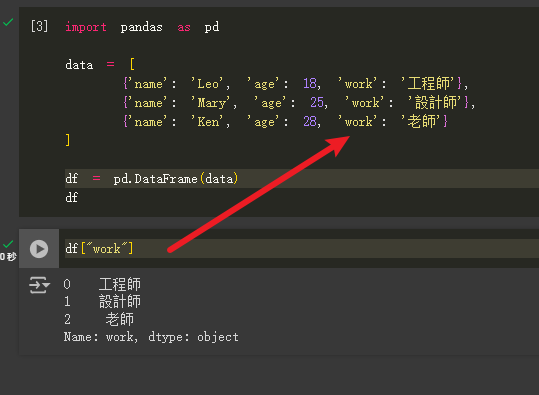 [3] import pandas as pd
data = [
{'name': 'Leo', 'age': 18, 'work': '工程師'},
{'name': 'Mary', 'age': 25, 'work': '設計師'},
{'name': 'Ken', 'age': 28, 'work': '老師'}
]
df = pd.DataFrame(data)
df
df["work"]
0秒
0 工程師
1 設計師
2 老師
Name: work, dtype: object